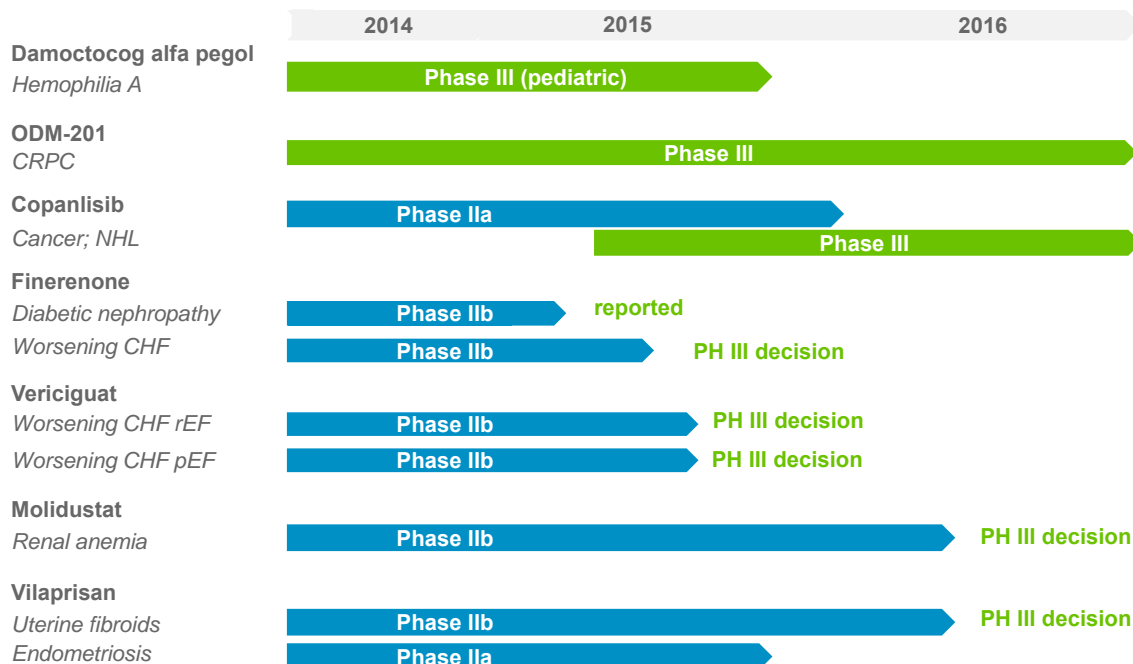 2014 2015 2016
Damoctocog alfa pegol
Hemophilia A
Phase III (pediatric)
ODM-201
CRPC
Phase III
Copanlisib
Phase IIa
Cancer; NHL
Phase III
Finerenone
Diabetic nephropathy
Phase IIb
reported
Worsening CHF
Phase IIb
PH III decision
Vericiguat
Worsening CHF rEF
Phase IIb
PH III decision
Worsening CHF pEF
Phase IIb
PH III decision
Molidustat
Renal anemia
Phase IIb
PH III decision
Vilaprisan
Uterine fibroids
Phase IIb
PH III decision
Endometriosis
Phase IIa